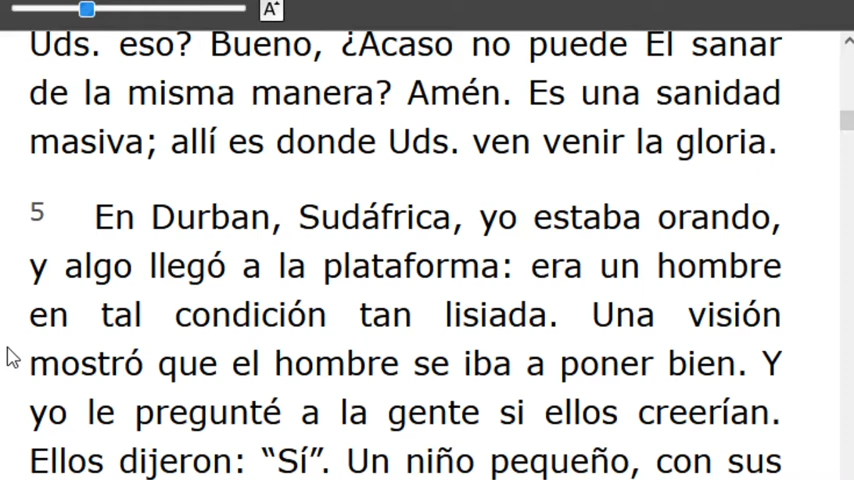 Uds. eso? Bueno, ¿Acaso no puede Él sanar
de la misma manera? Amén. Es una sanidad
masiva; allí es donde Uds. ven venir la gloria.
5 En Durban, Sudáfrica, yo estaba orando,
y algo llegó a la plataforma: era un hombre
en tal condición tan lisiada. Una visión
mostró que el hombre se iba a poner bien. Y
yo le pregunté a la gente si ellos creerían.
Ellos dijeron: “Sí”. Un niño pequeño, con sus